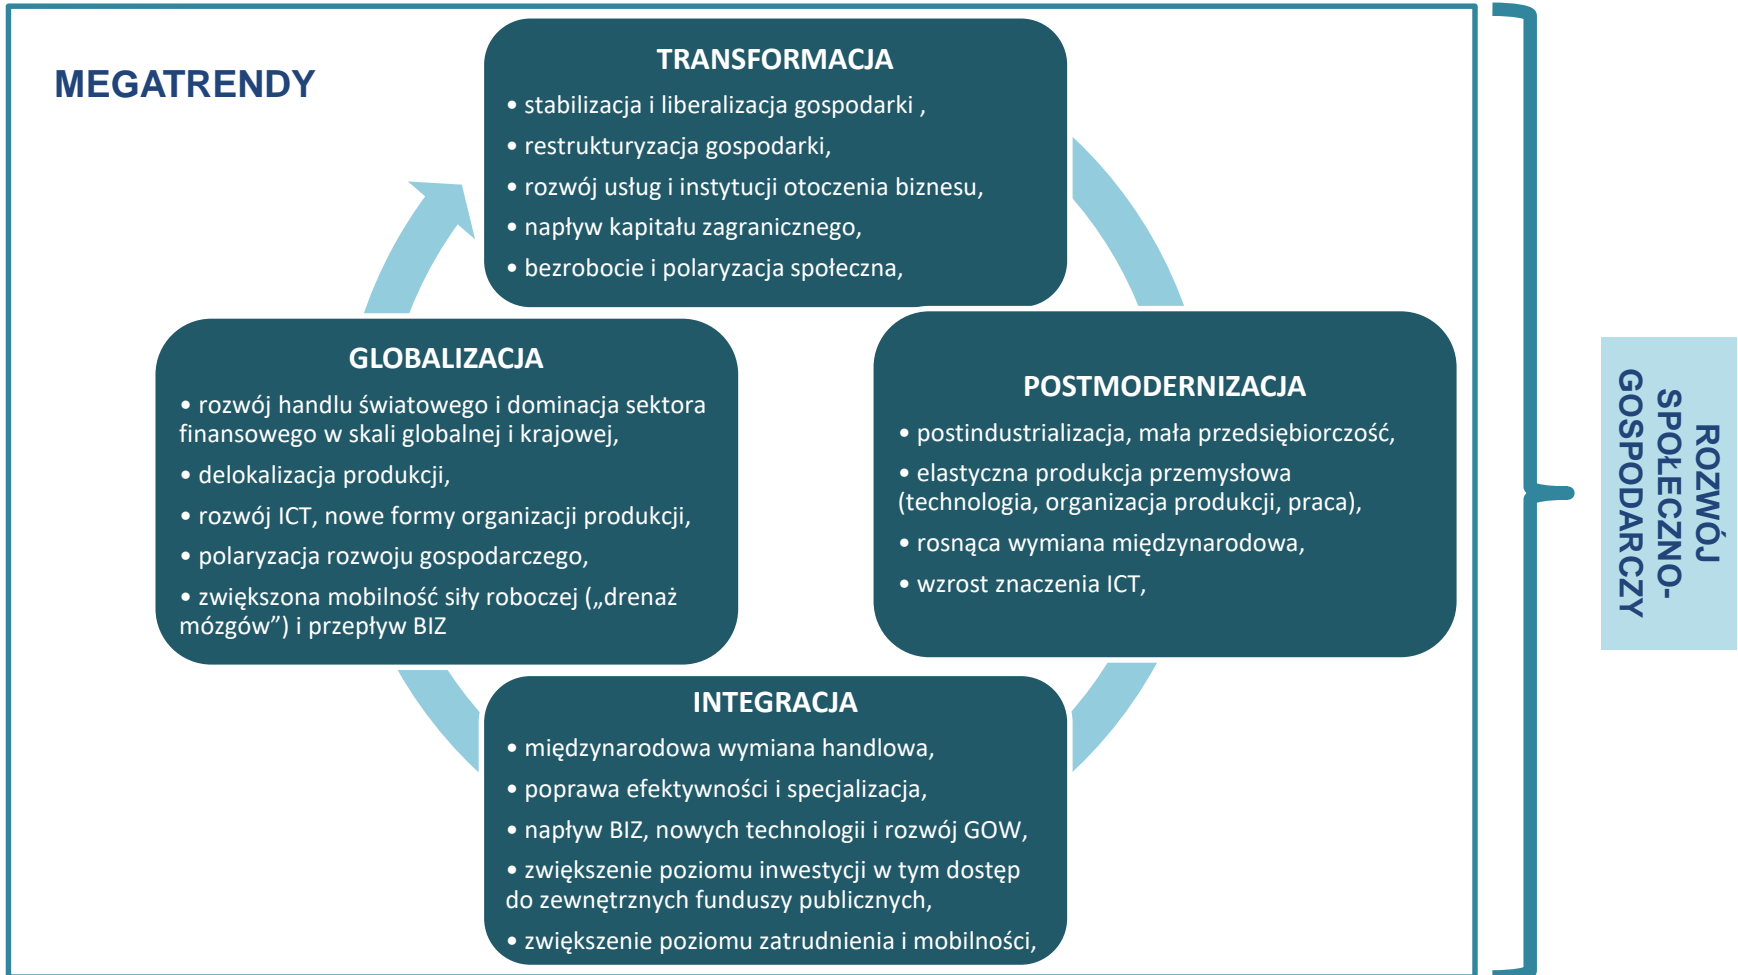 MEGATRENDY
TRANSFORMACJA
• stabilizacja i liberalizacja gospodarki ,
• restrukturyzacja gospodarki,
• rozwój usług i instytucji otoczenia biznesu,
• napływ kapitału zagranicznego,
• bezrobocie i polaryzacja społeczna,
GLOBALIZACJA
• rozwój handlu światowego i dominacja sektora
finansowego w skali globalnej i krajowej,
• delokalizacja produkcji,
• rozwój ICT, nowe formy organizacji produkcji,
• polaryzacja rozwoju gospodarczego,
• zwiększona mobilność siły roboczej („drenaż
mózgów”) i przepływ BIZ
POSTMODERNIZACJA
• postindustrializacja, mała przedsiębiorczość,
• elastyczna produkcja przemysłowa
(technologia, organizacja produkcji, praca),
• rosnąca wymiana międzynarodowa,
• wzrost znaczenia ICT,
INTEGRACJA
• międzynarodowa wymiana handlowa,
• poprawa efektywności i specjalizacja,
• napływ BIZ, nowych technologii i rozwój GOW,
• zwiększenie poziomu inwestycji w tym dostęp
do zewnętrznych funduszy publicznych,
• zwiększenie poziomu zatrudnienia i mobilności,
ROZWÓJ
SPOŁECZNO-
GOSPODARCZY